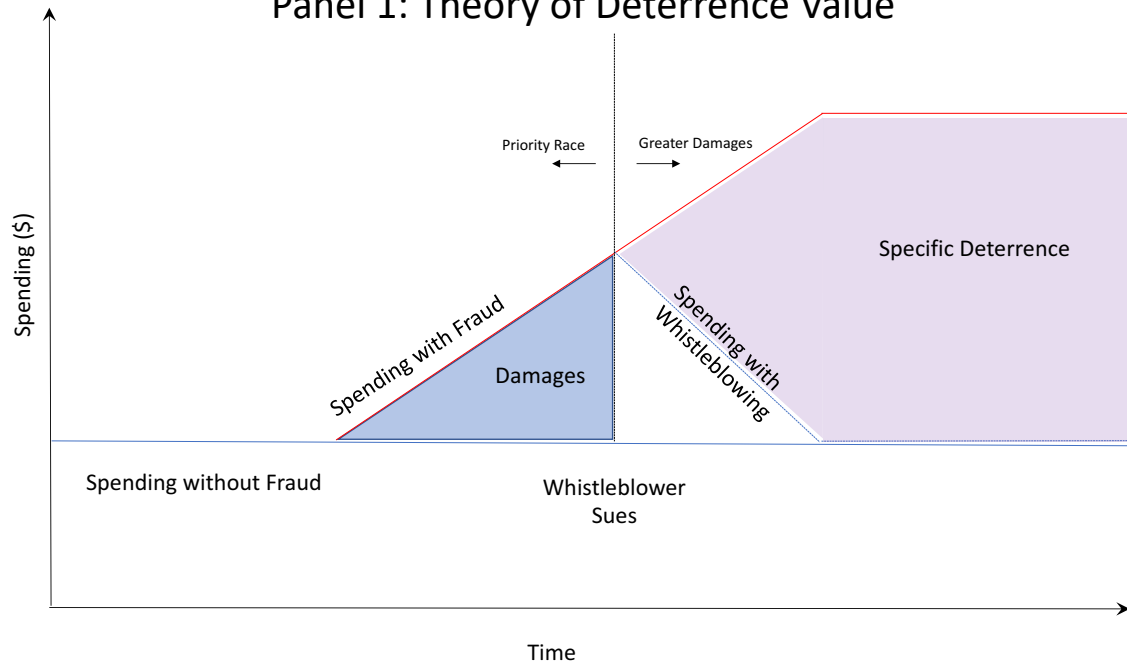 Panel 1: Theory of Deterrence Value
Priority Race
Greater Damages
Spending ($)
Specific Deterrence
Spending with Fraud
Spending with
Whistleblowing
Damages
Spending without Fraud
Whistleblower
Sues
Time